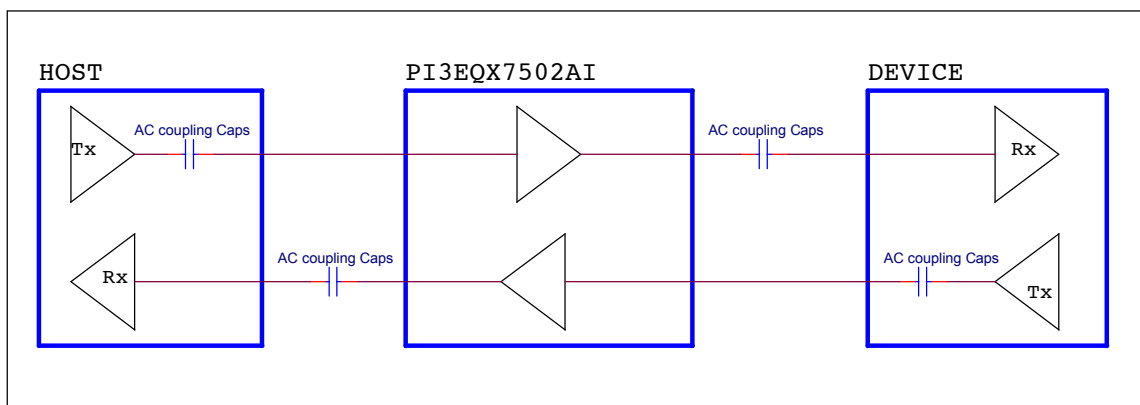 HOST
PI3EQX7502AI
DEVICE
AC coupling Caps
AC coupling Caps
Tx
Rx
AC coupling Caps
AC coupling Caps
Rx
Tx